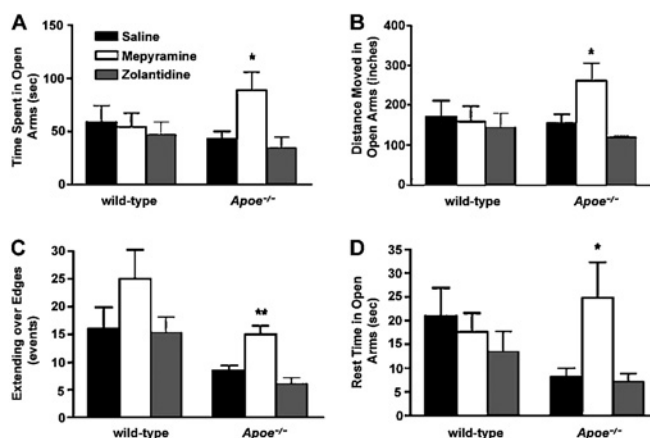 A
Time Spent in Open
Arms (sec)
150
100
50
0
Saline
Mepyramine
Zolantidine
*
wild-type
Apoe-/-
B
Distance Moved in
Open Arms (inches)
400
300
200
100
0
*
wild-type
Apoe-/-
C
Extending over Edges
(events)
30
25
20
15
10
5
0
**
wild-type
Apoe-/-
D
Rest Time in Open
Arms (sec)
35
30
25
20
15
10
5
0
*
wild-type
Apoe-/-